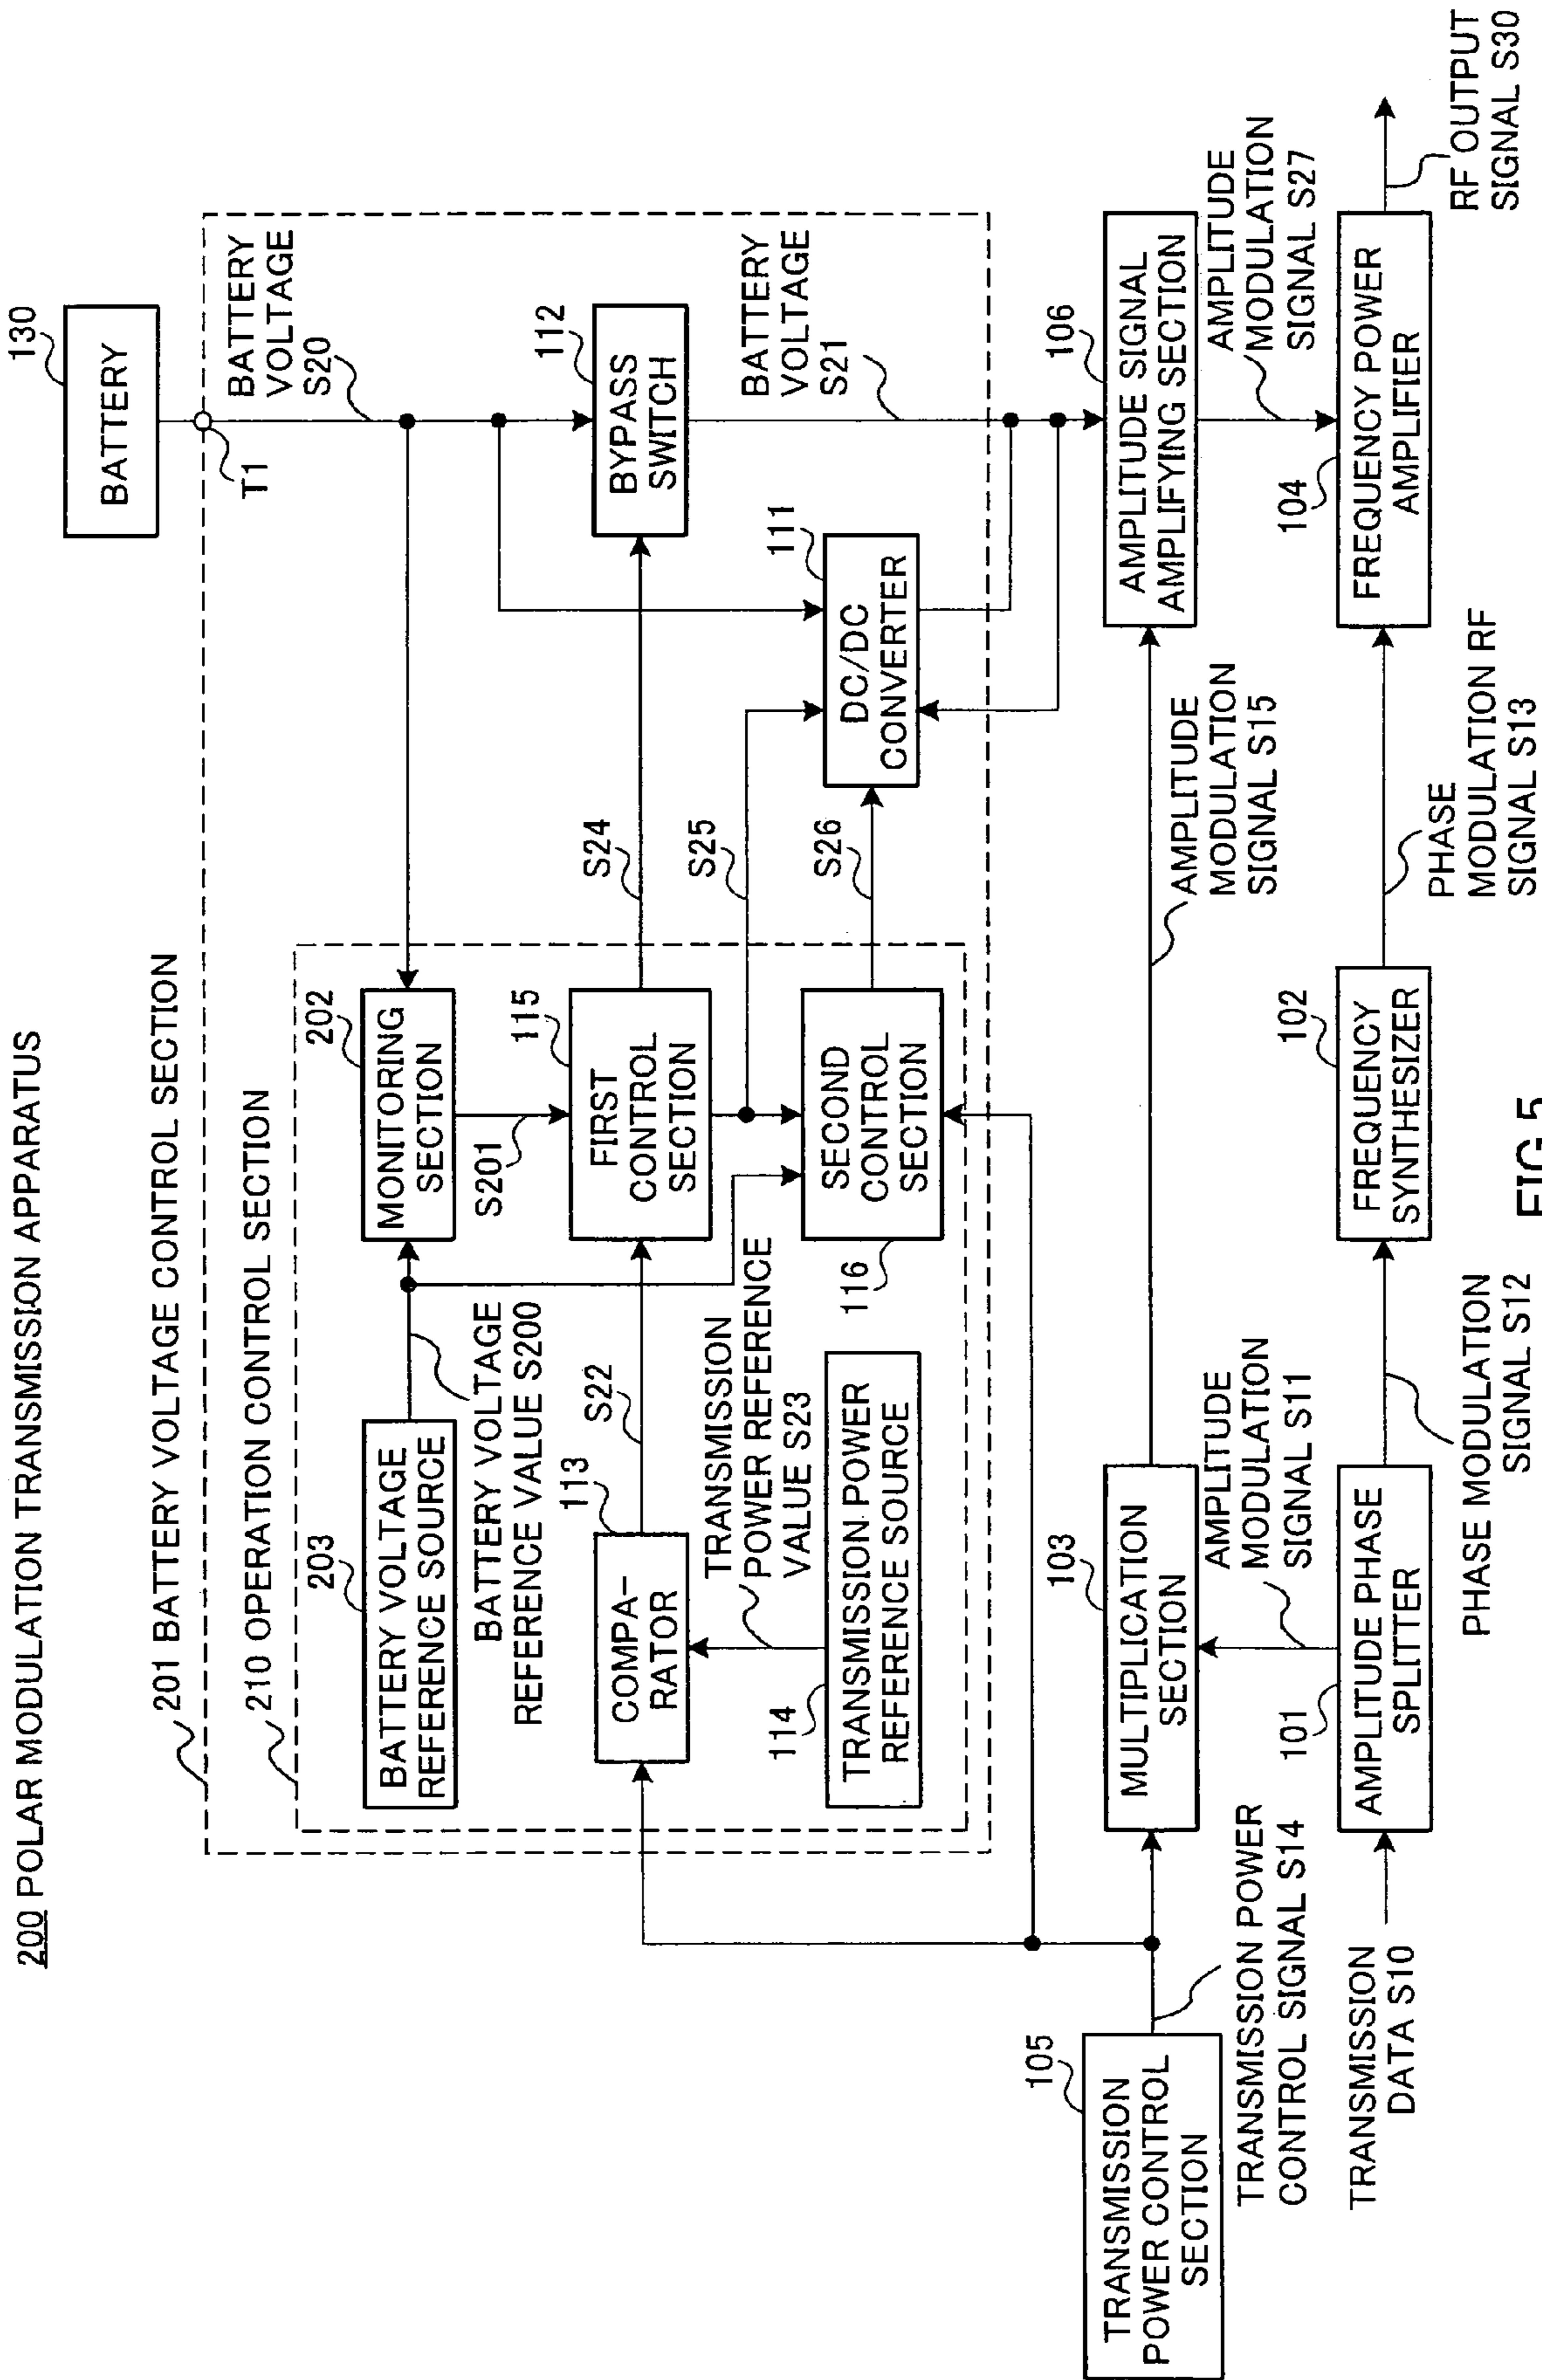 200 POLAR MODULATION TRANSMISSION APPARATUS
201 BATTERY VOLTAGE CONTROL SECTION
210 OPERATION CONTROL SECTION
130
BATTERY
T1
BATTERY
VOLTAGE
S20
203
BATTERY VOLTAGE
REFERENCE SOURCE
BATTERY VOLTAGE
REFERENCE VALUE S200
202
MONITORING
SECTION
S201
113
COMPA-
RATOR
S22
115
FIRST
CONTROL
SECTION
S24
112
BYPASS
SWITCH
BATTERY
VOLTAGE
S21
TRANSMISSION
POWER REFERENCE
VALUE S23
114
TRANSMISSION POWER
REFERENCE SOURCE
SECOND
CONTROL
SECTION
116
S25
S26
111
DC/DC
CONVERTER
105
TRANSMISSION
POWER CONTROL
SECTION
TRANSMISSION POWER
CONTROL SIGNAL S14
103
MULTIPLICATION
SECTION
AMPLITUDE
MODULATION
SIGNAL S15
106
AMPLITUDE SIGNAL
AMPLIFYING SECTION
AMPLITUDE
MODULATION
SIGNAL S11
AMPLITUDE
MODULATION
SIGNAL S27
TRANSMISSION
DATA S10
101
AMPLITUDE PHASE
SPLITTER
PHASE MODULATION
SIGNAL S12
102
FREQUENCY
SYNTHESIZER
PHASE
MODULATION RF
SIGNAL S13
104
FREQUENCY POWER
AMPLIFIER
RF OUTPUT
SIGNAL S30
FIG.5